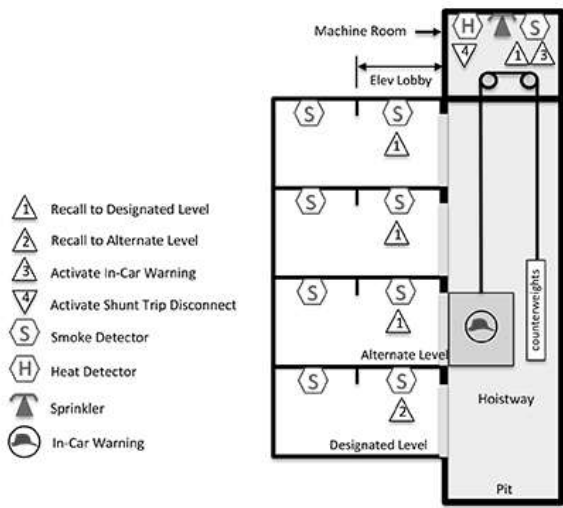 Machine Room
H
S
4
1
3
Elev Lobby
S
S
1
S
S
1
1 Recall to Designated Level
2 Recall to Alternate Level
3 Activate In-Car Warning
4 Activate Shunt Trip Disconnect
S Smoke Detector
H Heat Detector
Sprinkler
In-Car Warning
S
S
1
Alternate Level
counterweights
S
S
2
Designated Level
Hoistway
Pit